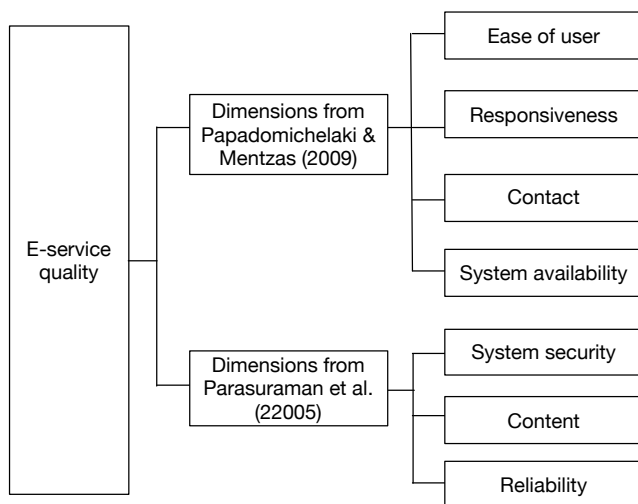 E-service
quality
Dimensions from
Papadomichelaki &
Mentzas (2009)
Ease of user
Responsiveness
Contact
System availability
Dimensions from
Parasuraman et al.
(22005)
System security
Content
Reliability